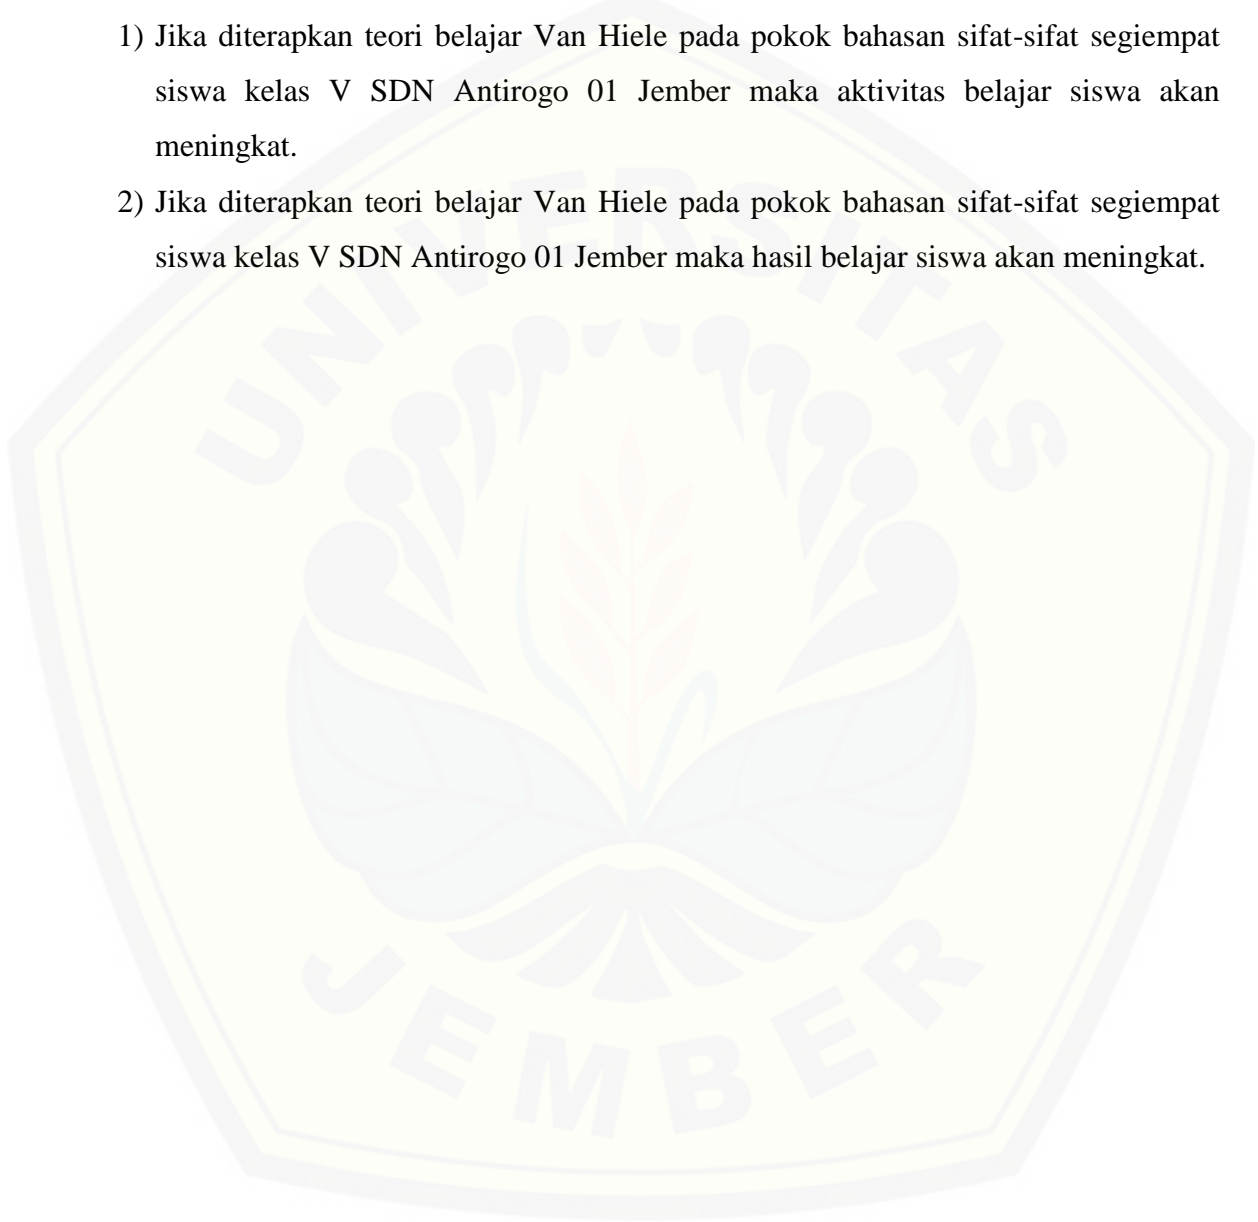 1) Jika diterapkan teori belajar Van Hiele pada pokok bahasan sifat-sifat segiempat
siswa kelas V SDN Antirogo 01 Jember maka aktivitas belajar siswa akan
meningkat.
2) Jika diterapkan teori belajar Van Hiele pada pokok bahasan sifat-sifat segiempat
siswa kelas V SDN Antirogo 01 Jember maka hasil belajar siswa akan meningkat.
UNIVERSITAS
JEMBER